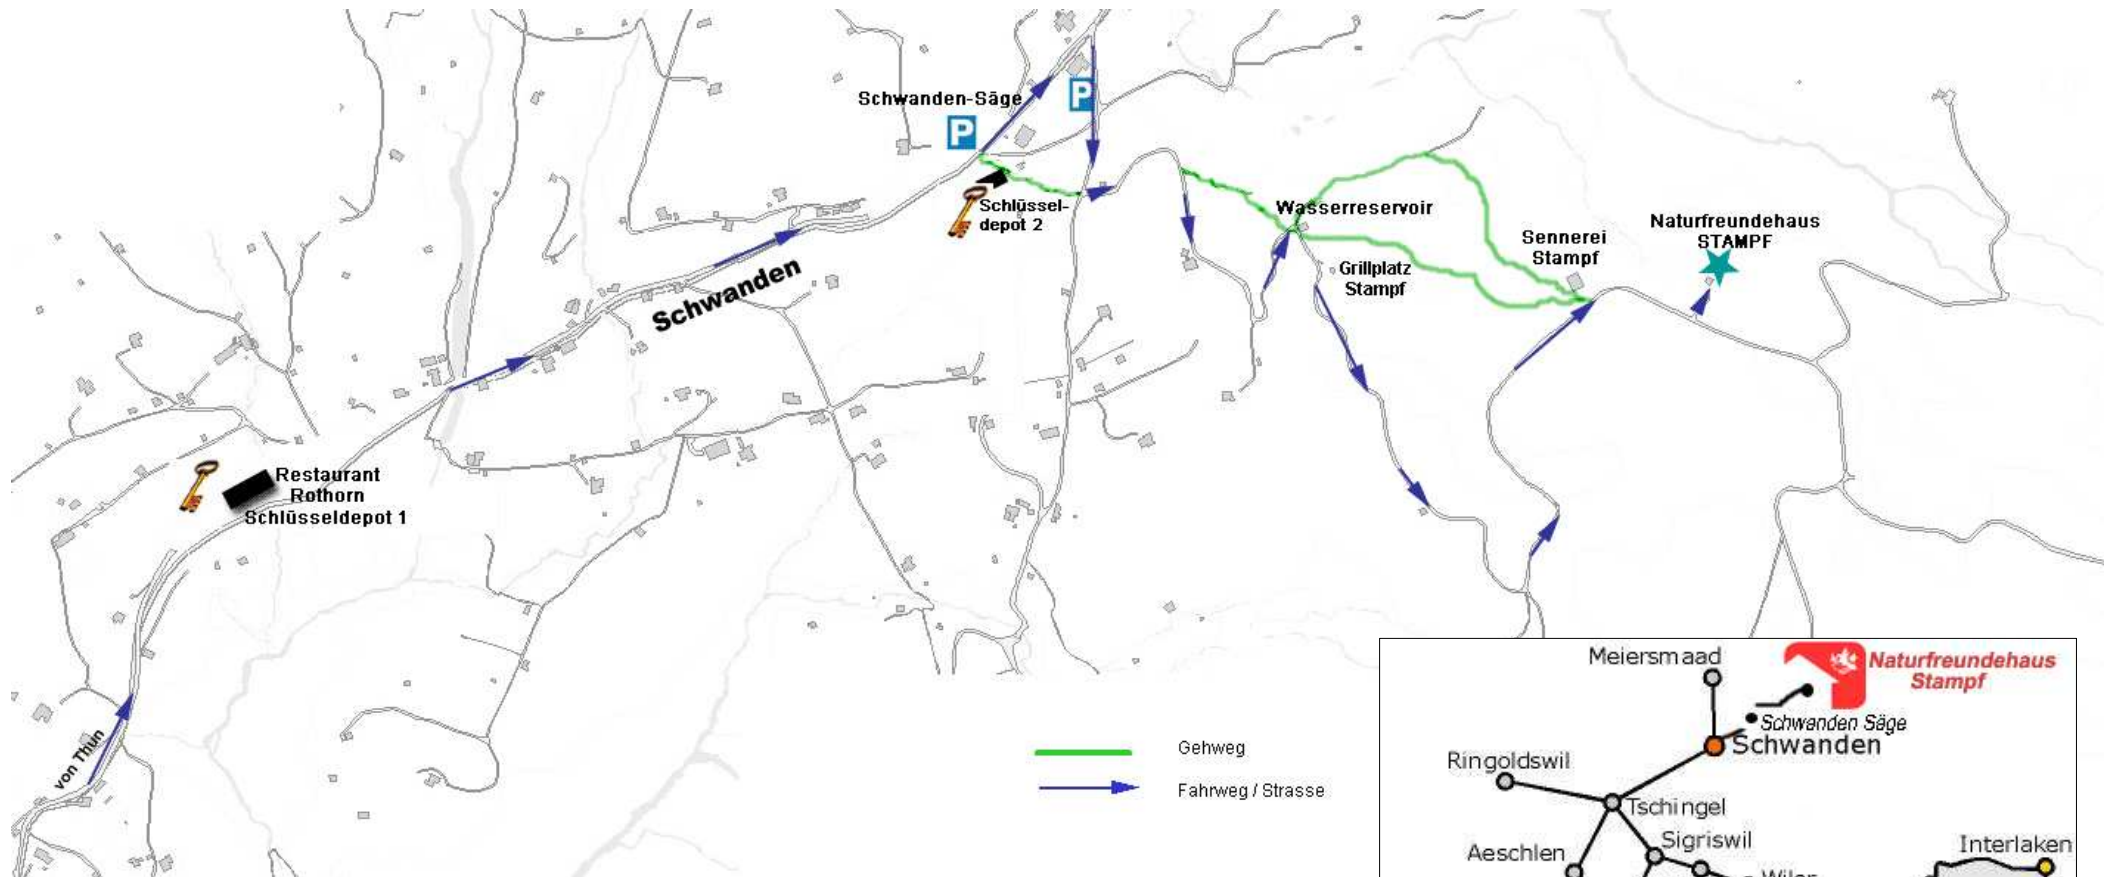 Schwanden-Säge
P
P
Schlüssel-
depot 2
Wasserreservoir
Grillplatz
Stampf
Sennerei
Stampf
Naturfreundehaus
STAMPF
Schwanden
Restaurant
Rothorn
Schlüsseldepot 1
von Thun
Gehweg
Fahrweg / Strasse
Meiersmaad
Naturfreundehaus
Stampf
Schwanden Säge
Schwanden
Ringoldswil
Tschingel
Sigriswil
Aeschlen
Interlaken